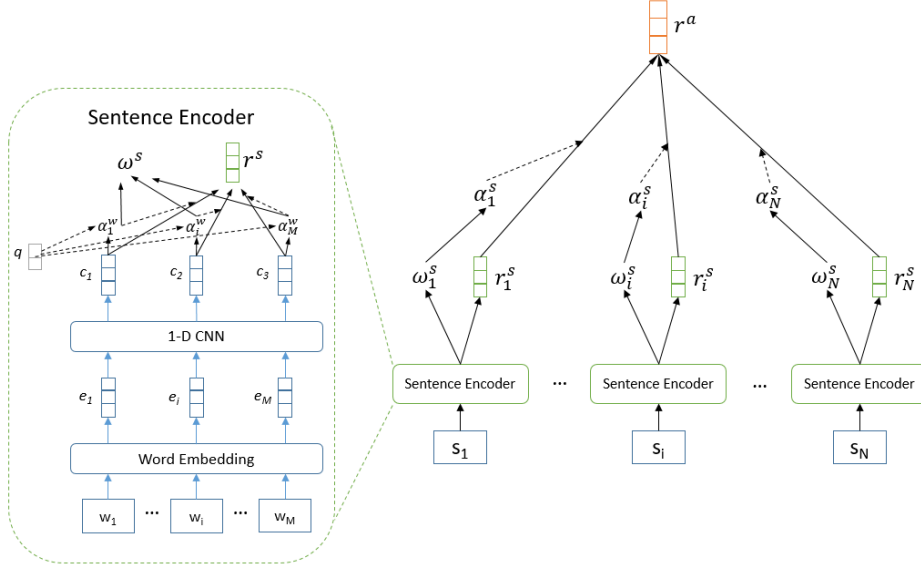 r^a
Sentence Encoder
ω^s r^s
α_1^w α_i^w α_M^w
q
c_1 c_2 c_3
1-D CNN
e_1 e_i e_M
Word Embedding
w_1 ... w_i ... w_M
α_1^s α_i^s α_N^s
ω_1^s r_1^s ω_i^s r_i^s ω_N^s r_N^s
Sentence Encoder ... Sentence Encoder ... Sentence Encoder
s_1 s_i s_N